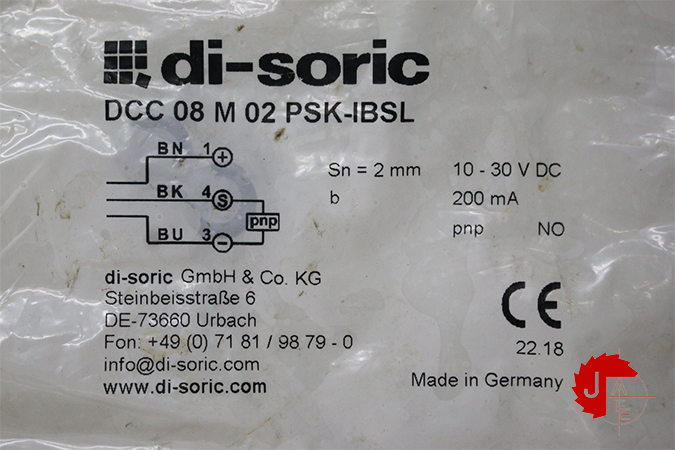 di-soric
DCC 08 M 02 PSK-IBSL
BN 1 +
BK 4 S
pnp
BU 3 −
Sn = 2 mm 10 - 30 V DC
b 200 mA
pnp NO
di-soric GmbH & Co. KG
Steinbeisstraße 6
DE-73660 Urbach
Fon: +49 (0) 71 81 / 98 79 - 0
info@di-soric.com
www.di-soric.com
CE
22.18
Made in Germany
J